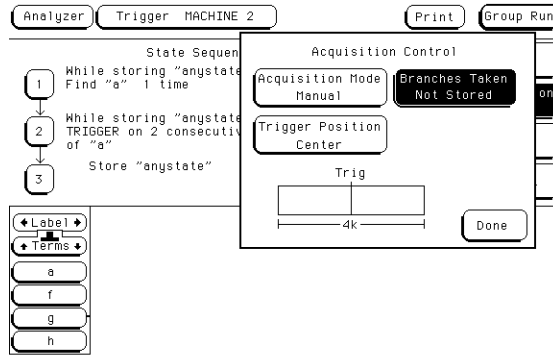 Analyzer
Trigger MACHINE 2
Print
Group Run
State Sequen
Acquisition Control
1
While storing "anystate
Find "a" 1 time
2
While storing "anystate
TRIGGER on 2 consecutiv
of "a"
3
Store "anystate"
Acquisition Mode
Manual
Branches Taken
Not Stored
on
Trigger Position
Center
Trig
4k
Done
Label
Terms
a
f
g
h